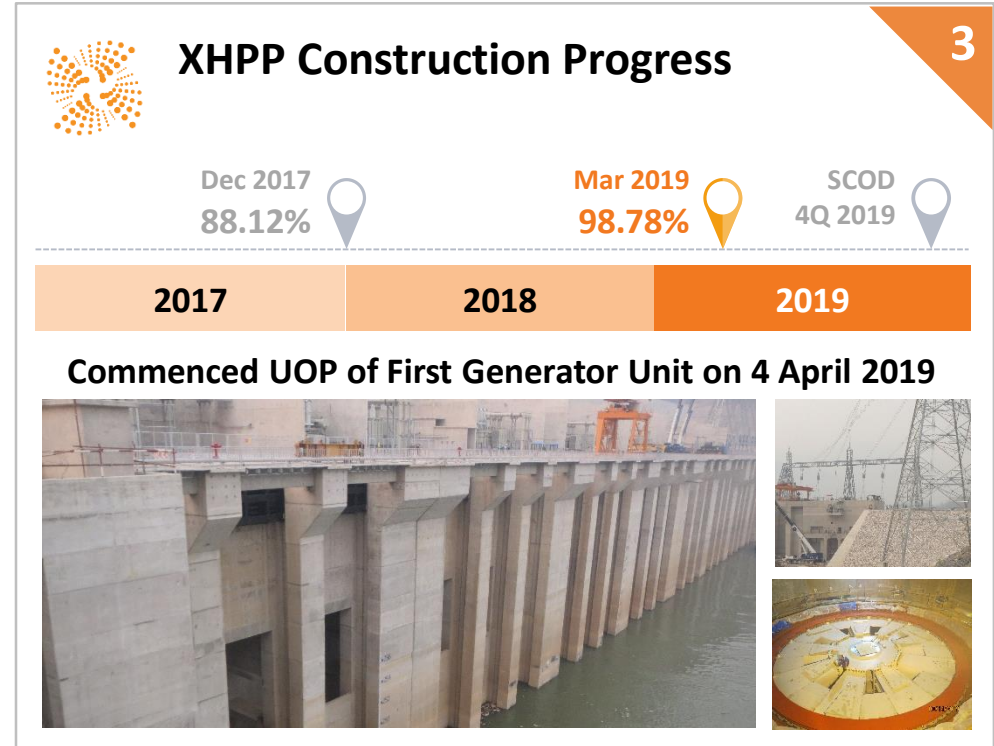 XHPP Construction Progress
3
Dec 2017
88.12%
Mar 2019
98.78%
SCOD
4Q 2019
2017
2018
2019
Commenced UOP of First Generator Unit on 4 April 2019